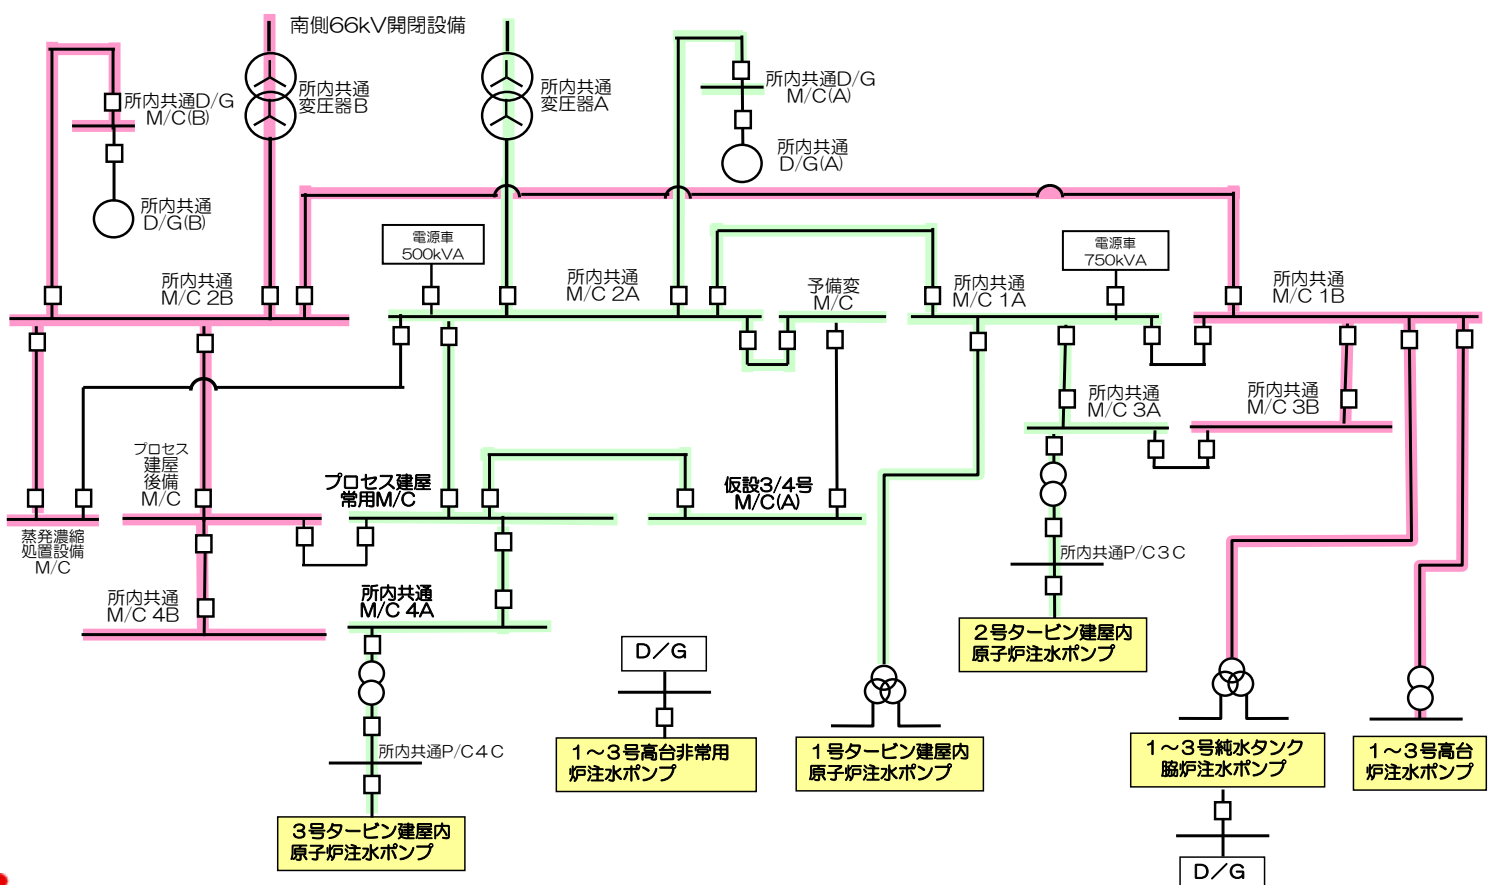 南側66kV開閉設備
所内共通D/G
M/C(B)
所内共通
変圧器B
所内共通
変圧器A
所内共通D/G
M/C(A)
所内共通
D/G(A)
所内共通
D/G(B)
電源車
500kVA
電源車
750kVA
所内共通
M/C 2B
所内共通
M/C 2A
予備変
M/C
所内共通
M/C 1A
所内共通
M/C 1B
所内共通
M/C 3A
所内共通
M/C 3B
プロセス
建屋
後備
M/C
プロセス建屋
常用M/C
仮設3/4号
M/C(A)
蒸発濃縮
処置設備
M/C
所内共通P/C3C
所内共通
M/C 4B
所内共通
M/C 4A
2号タービン建屋内
原子炉注水ポンプ
D/G
所内共通P/C4C
1~3号高台非常用
炉注水ポンプ
1号タービン建屋内
原子炉注水ポンプ
1~3号純水タンク
脇炉注水ポンプ
1~3号高台
炉注水ポンプ
3号タービン建屋内
原子炉注水ポンプ
D/G